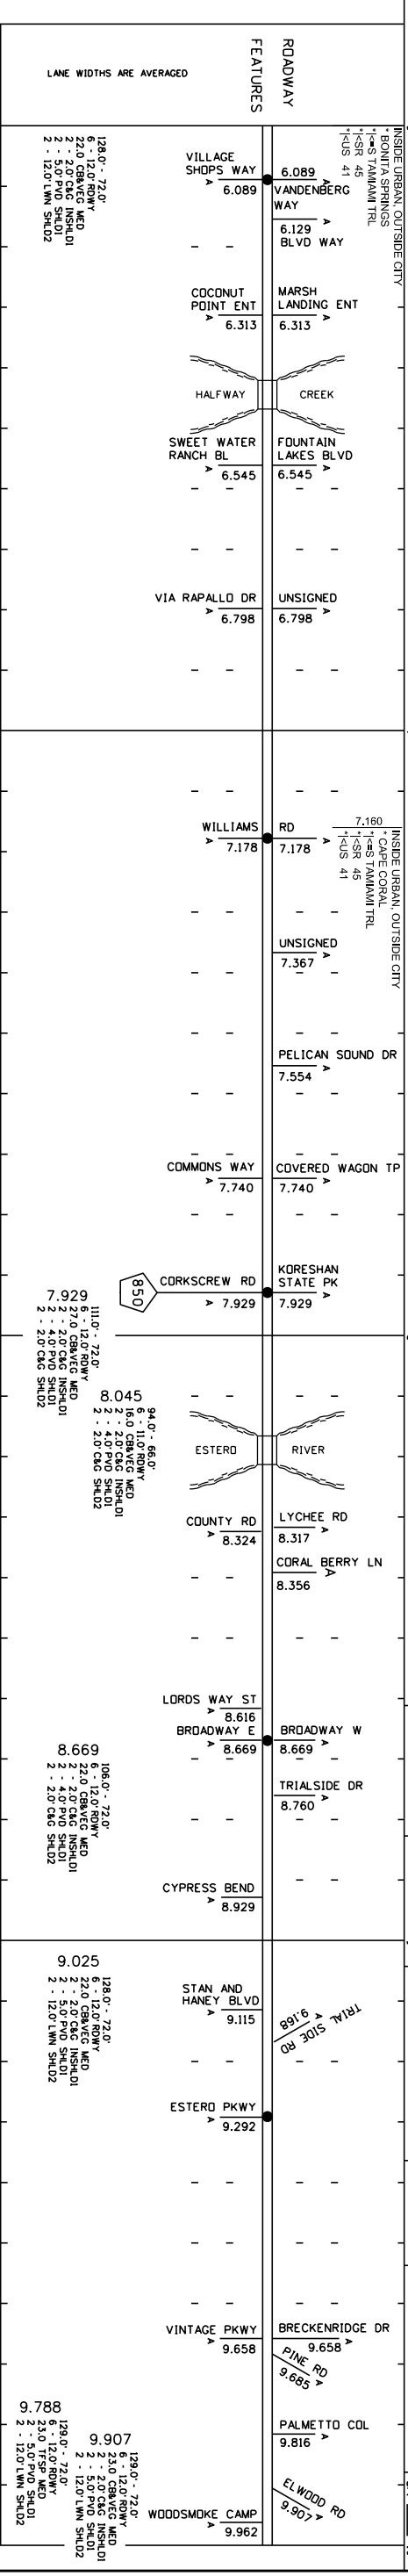 ROADWAY
FEATURES
LANE WIDTHS ARE AVERAGED
INSIDE URBAN, OUTSIDE CITY
* BONITA SPRINGS
*|<=S TAMIAMI TRL
*|<SR 45
*|<US 41
128.0' - 72.0'
6 - 12.0' RDWY
22.0 CB&VEG MED
2 - 2.0'C&G INSHLD1
2 - 5.0'PVD SHLD1
2 - 12.0'LWN SHLD2
VILLAGE
SHOPS WAY
A 6.089
6.089 A
VANDENBERG
WAY
A
6.129
BLVD WAY
COCONUT
POINT ENT
A 6.313
MARSH
LANDING ENT
6.313 A
HALFWAY CREEK
SWEET WATER
RANCH BL
A 6.545
FOUNTAIN
LAKES BLVD
6.545 A
VIA RAPALLO DR
A 6.798
UNSIGNED
6.798 A
7.160
INSIDE URBAN, OUTSIDE CITY
* CAPE CORAL
*|<=S TAMIAMI TRL
*|<SR 45
*|<US 41
WILLIAMS RD
A 7.178
7.178 A
UNSIGNED
7.367 A
PELICAN SOUND DR
7.554 A
COMMONS WAY
A 7.740
COVERED WAGON TP
7.740 A
850
CORKSCREW RD
A 7.929
KORESHAN
STATE PK
7.929 A
7.929
111.0' - 72.0'
6 - 12.0'RDWY
27.0 CB&VEG MED
2 - 2.0'C&G INSHLD1
2 - 4.0'PVD SHLD1
2 - 2.0'C&G SHLD2
8.045
94.0' - 66.0'
6 - 11.0'RDWY
16.0 CB&VEG MED
2 - 2.0'C&G INSHLD1
2 - 4.0'PVD SHLD1
2 - 2.0'C&G SHLD2
ESTERO RIVER
COUNTY RD
A 8.324
LYCHEE RD
8.317 A
CORAL BERRY LN
8.356 A
LORDS WAY ST
A 8.616
BROADWAY E
A 8.669
BROADWAY W
8.669 A
8.669
106.0' - 72.0'
6 - 12.0'RDWY
22.0 CB&VEG MED
2 - 2.0'C&G INSHLD1
2 - 4.0'PVD SHLD1
2 - 2.0'C&G SHLD2
TRIALSIDE DR
8.760 A
CYPRESS BEND
A 8.929
9.025
128.0' - 72.0'
6 - 12.0'RDWY
22.0 CB&VEG MED
2 - 2.0'C&G INSHLD1
2 - 5.0'PVD SHLD1
2 - 12.0'LWN SHLD2
STAN AND
HANEY BLVD
A 9.115
TRIAL SIDE RD
A 9.168
ESTERO PKWY
A 9.292
VINTAGE PKWY
A 9.658
BRECKENRIDGE DR
9.658 A
PINE RD
9.685 A
9.788
129.0' - 72.0'
6 - 12.0'RDWY
23.0 TFSP MED
2 - 5.0'PVD SHLD1
2 - 12.0'LWN SHLD2
PALMETTO COL
9.816 A
9.907
129.0' - 72.0'
6 - 12.0'RDWY
23.0 CB&VEG MED
2 - 2.0'C&G INSHLD1
2 - 5.0'PVD SHLD1
2 - 12.0'LWN SHLD2
ELWOOD RD
9.907 A
WOODSMOKE CAMP
A 9.962